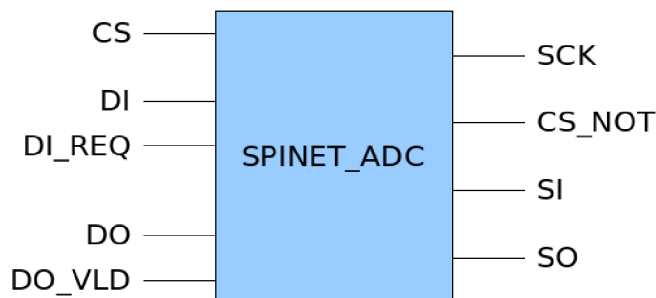 CS
DI
DI_REQ
DO
DO_VLD
SPINET_ADC
SCK
CS_NOT
SI
SO